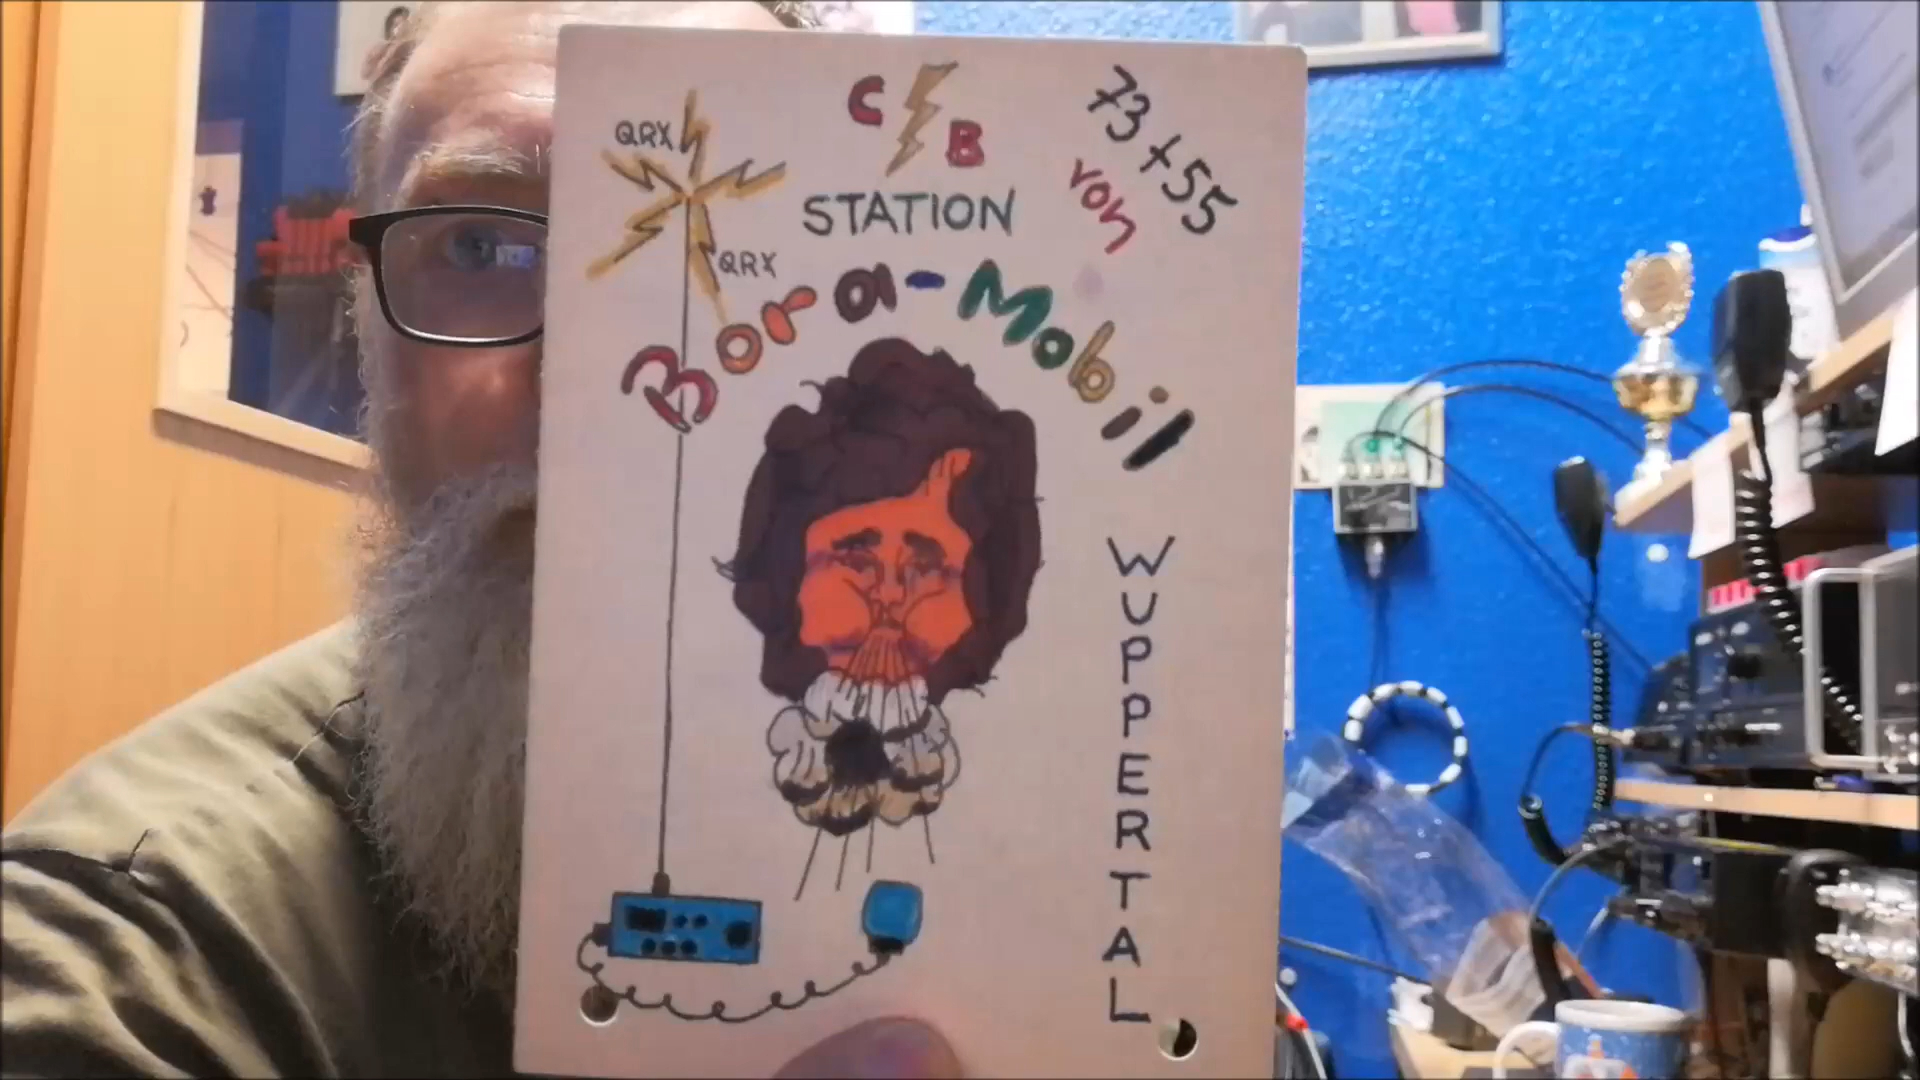 QRX
C B
73 + 55
von
STATION
QRX
Bora-Mobil
WUPPERTAL